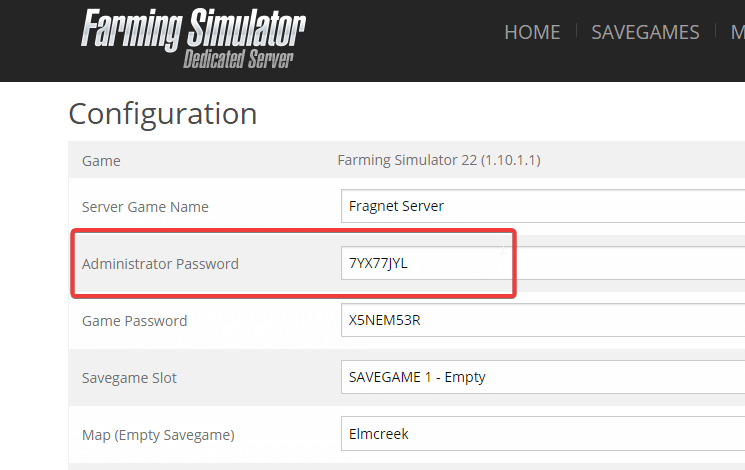 Farming Simulator
Dedicated Server
HOME
SAVEGAMES
Configuration
Game Farming Simulator 22 (1.10.1.1)
Server Game Name Fragnet Server
Administrator Password 7YX77JYL
Game Password X5NEM53R
Savegame Slot SAVEGAME 1 - Empty
Map (Empty Savegame) Elmcreek